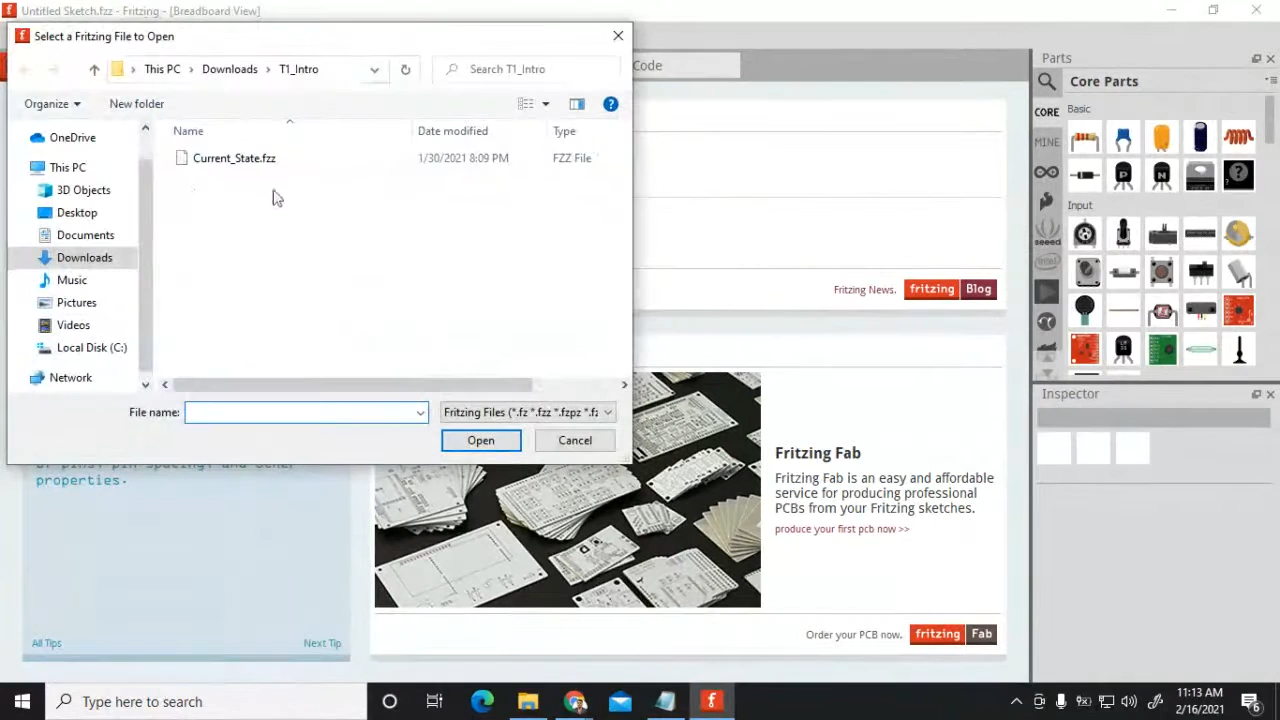 Untitled Sketch.fzz - Fritzing - [Breadboard View]
Select a Fritzing File to Open
This PC > Downloads > T1_Intro
Search T1_Intro
Code
Organize
New folder
Name
Date modified
Type
Current_State.fzz
1/30/2021 8:09 PM
FZZ File
OneDrive
This PC
3D Objects
Desktop
Documents
Downloads
Music
Pictures
Videos
Local Disk (C:)
Network
File name:
Fritzing Files (*.fz *.fzz *.fzpz *.fz
Open
Cancel
properties.
All Tips
Next Tip
Fritzing News.
fritzing Blog
Fritzing Fab
Fritzing Fab is an easy and affordable
service for producing professional
PCBs from your Fritzing sketches.
produce your first pcb now >>
Order your PCB now.
fritzing Fab
Parts
Core Parts
CORE
MINE
seeed
intel
Basic
P
N
?
Input
Inspector
Type here to search
11:13 AM
2/16/2021
6